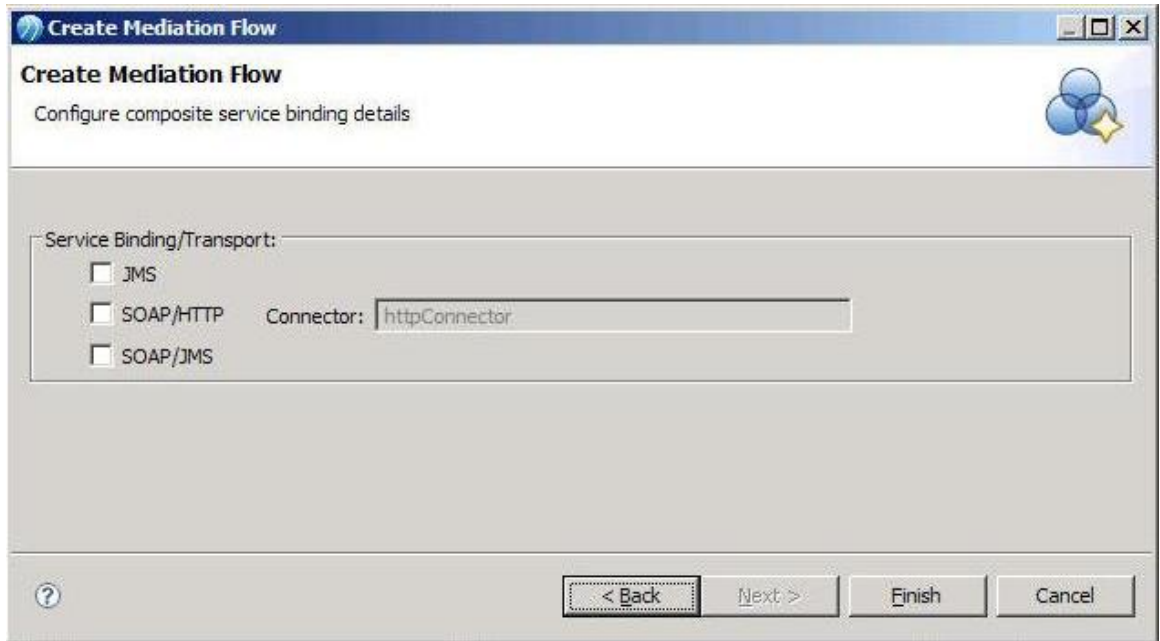 Create Mediation Flow
Create Mediation Flow
Configure composite service binding details
Service Binding/Transport:
JMS
SOAP/HTTP Connector: httpConnector
SOAP/JMS
? < Back Next > Finish Cancel